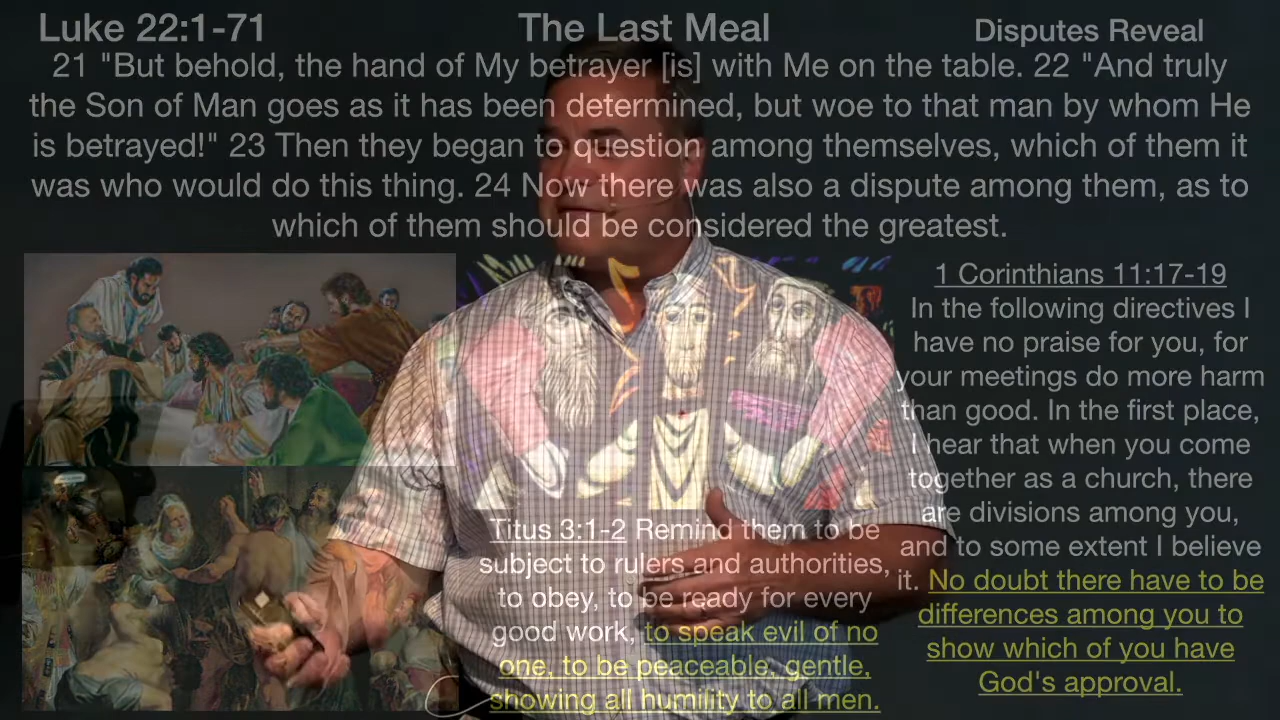 Luke 22:1-71
The Last Meal
Disputes Reveal
21 "But behold, the hand of My betrayer [is] with Me on the table. 22 "And truly
the Son of Man goes as it has been determined, but woe to that man by whom He
is betrayed!" 23 Then they began to question among themselves, which of them it
was who would do this thing. 24 Now there was also a dispute among them, as to
which of them should be considered the greatest.
1 Corinthians 11:17-19
In the following directives I
have no praise for you, for
your meetings do more harm
than good. In the first place,
I hear that when you come
together as a church, there
are divisions among you,
and to some extent I believe
it. No doubt there have to be
differences among you to
show which of you have
God's approval.
Titus 3:1-2 Remind them to be
subject to rulers and authorities,
to obey, to be ready for every
good work, to speak evil of no
one, to be peaceable, gentle,
showing all humility to all men.